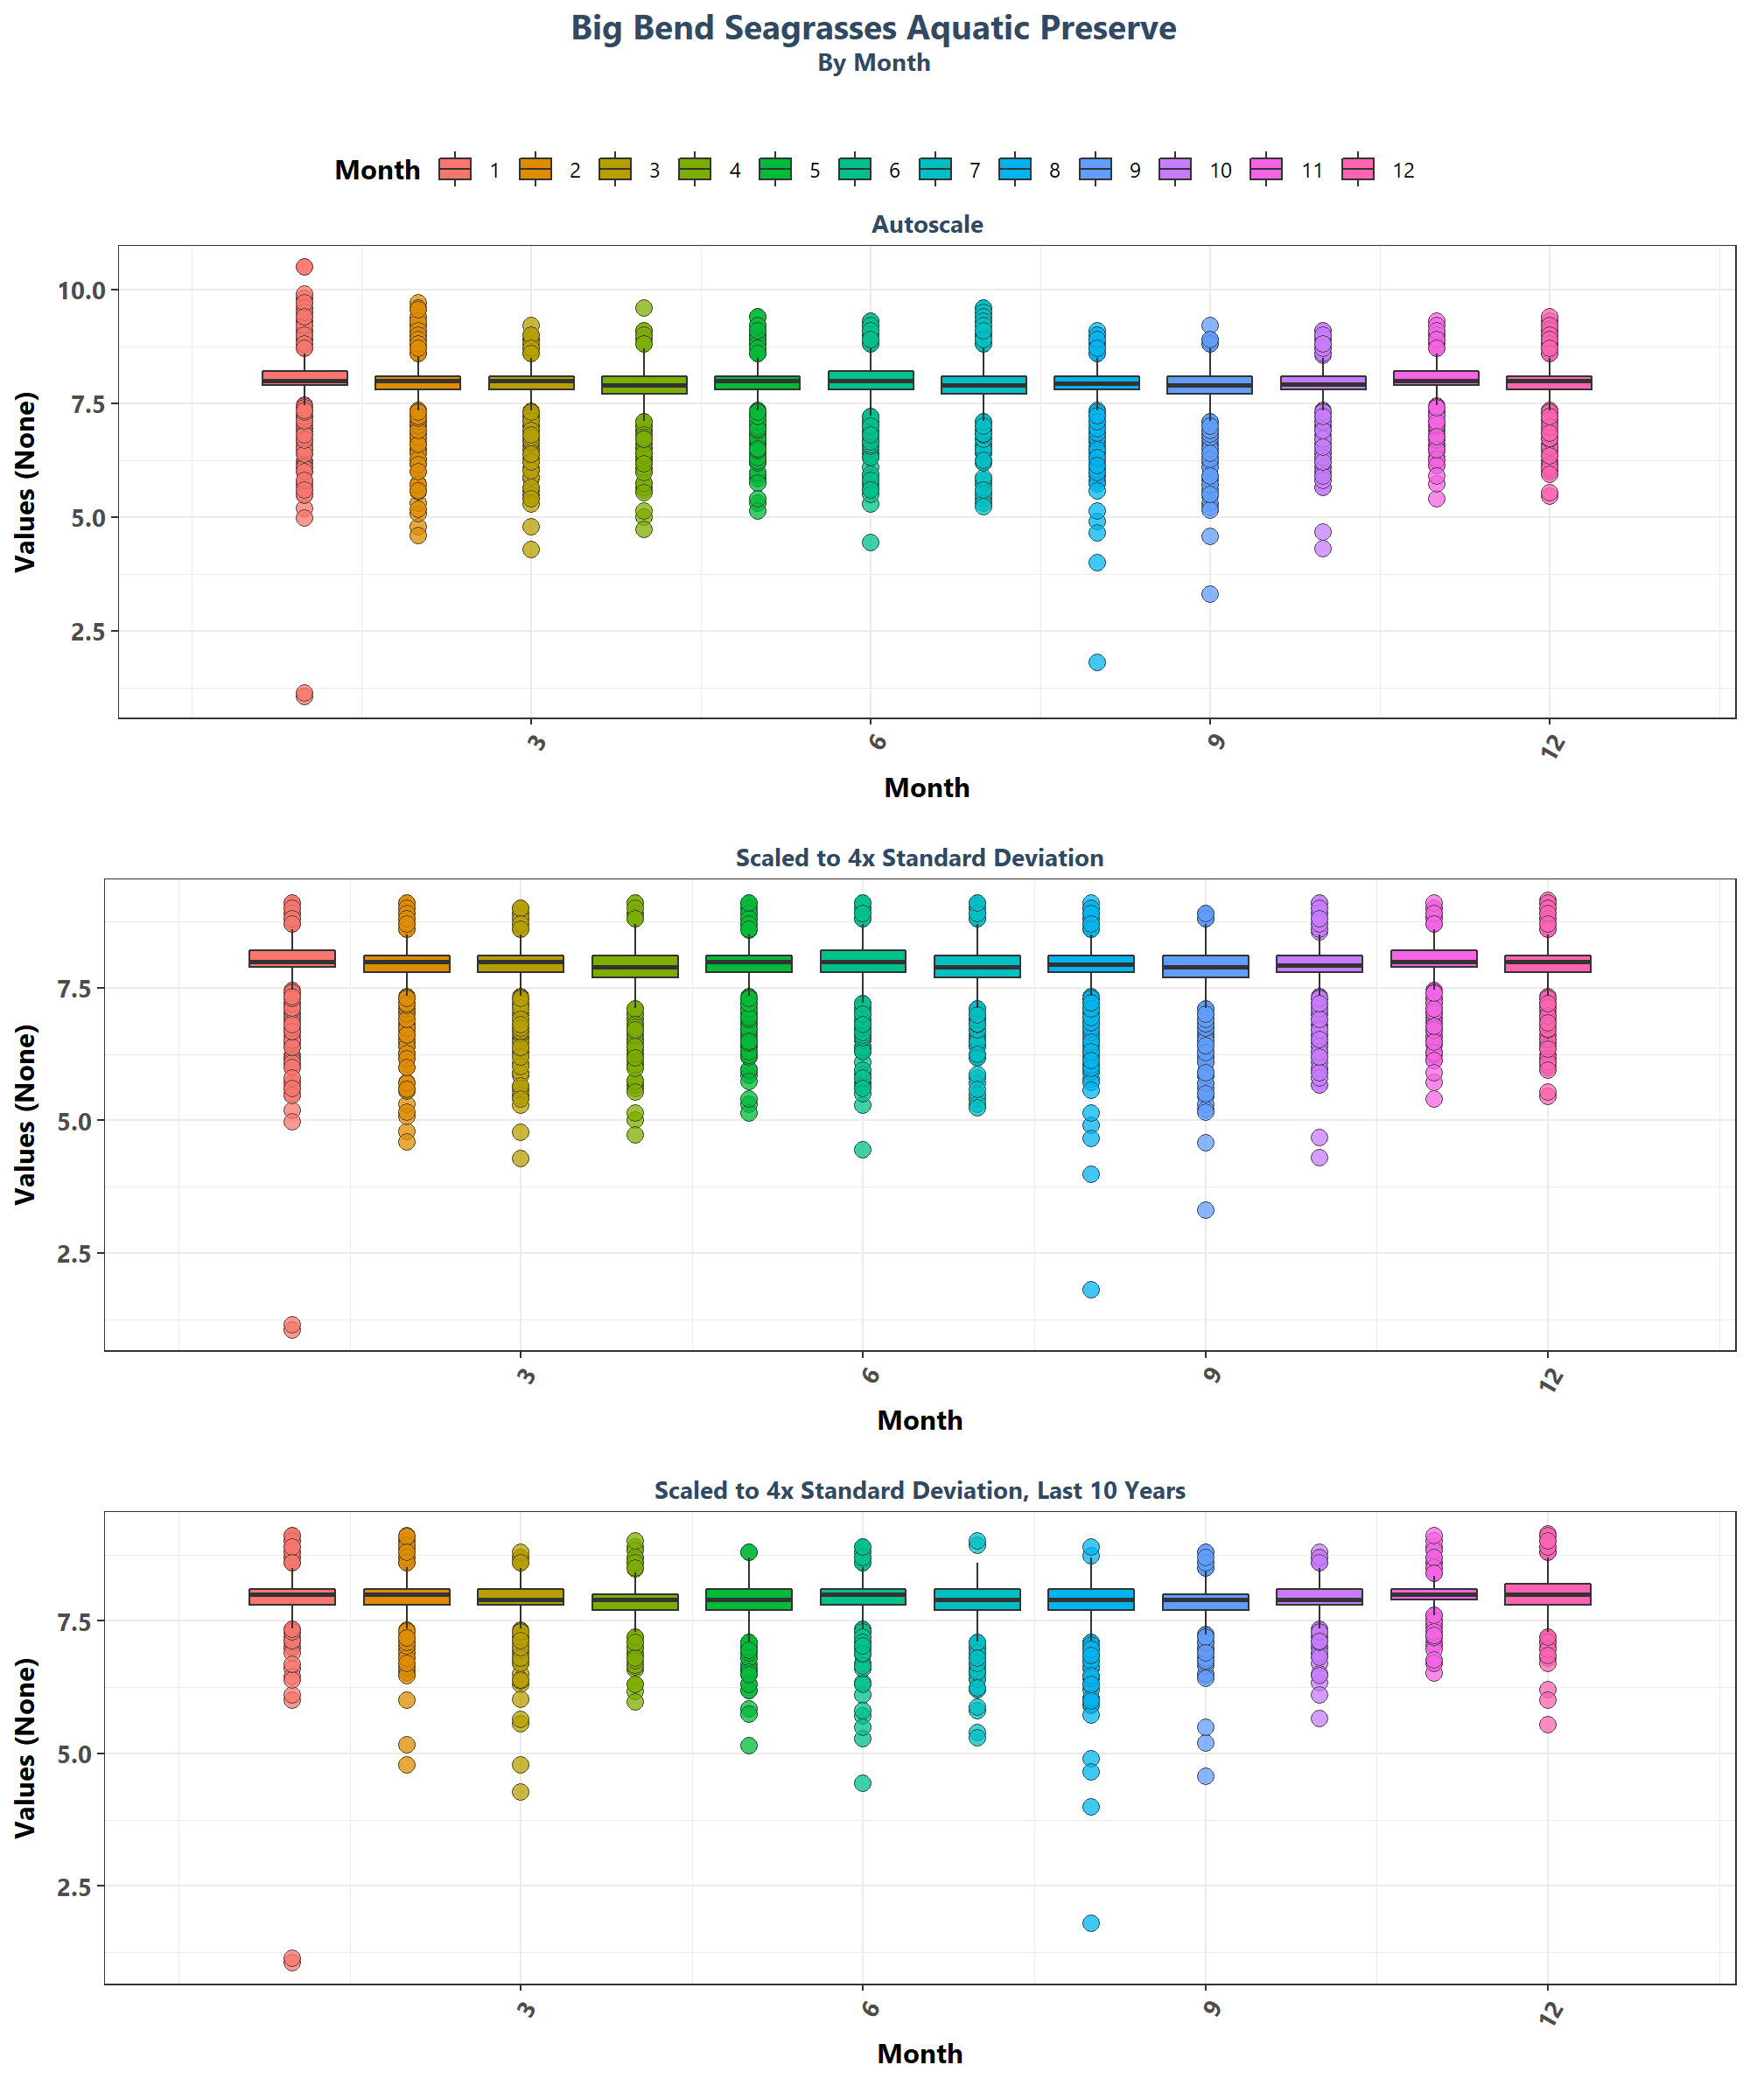 Big Bend Seagrasses Aquatic Preserve
By Month
Month 1 2 3 4 5 6 7 8 9 10 11 12
Autoscale
Values (None)
10.0
7.5
5.0
2.5
3 6 9 12
Month
Scaled to 4x Standard Deviation
Values (None)
7.5
5.0
2.5
3 6 9 12
Month
Scaled to 4x Standard Deviation, Last 10 Years
Values (None)
7.5
5.0
2.5
3 6 9 12
Month